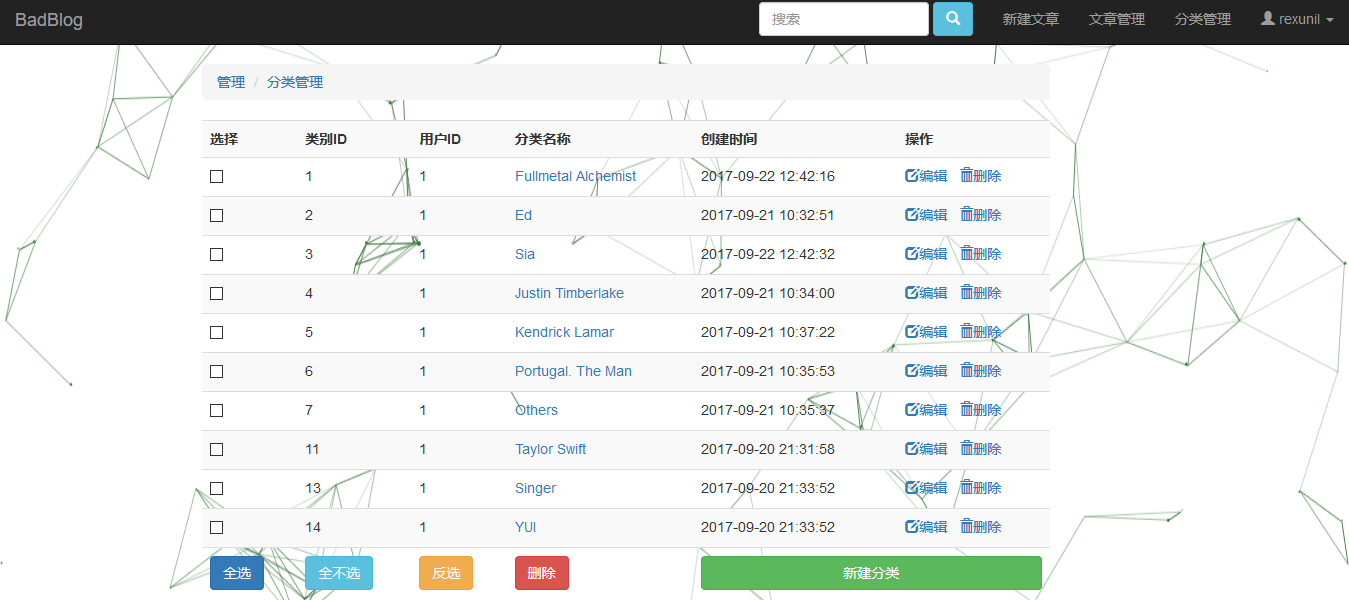 BadBlog 搜索 新建文章 文章管理 分类管理 rexunil
管理 / 分类管理
选择 类别ID 用户ID 分类名称 创建时间 操作
1 1 Fullmetal Alchemist 2017-09-22 12:42:16 编辑 删除
2 1 Ed 2017-09-21 10:32:51 编辑 删除
3 1 Sia 2017-09-22 12:42:32 编辑 删除
4 1 Justin Timberlake 2017-09-21 10:34:00 编辑 删除
5 1 Kendrick Lamar 2017-09-21 10:37:22 编辑 删除
6 1 Portugal. The Man 2017-09-21 10:35:53 编辑 删除
7 1 Others 2017-09-21 10:35:37 编辑 删除
11 1 Taylor Swift 2017-09-20 21:31:58 编辑 删除
13 1 Singer 2017-09-20 21:33:52 编辑 删除
14 1 YUI 2017-09-20 21:33:52 编辑 删除
全选 全不选 反选 删除 新建分类